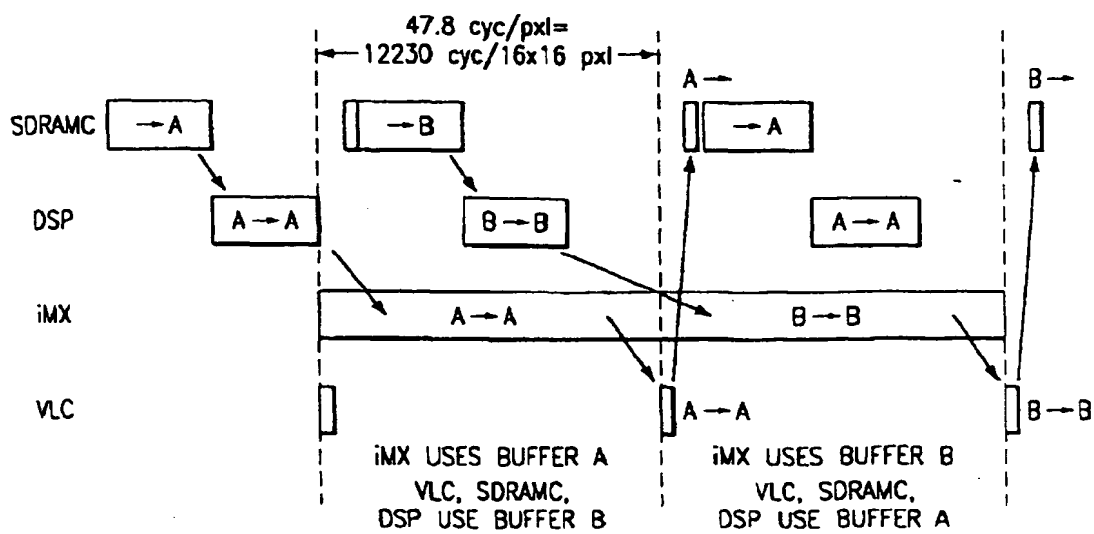 47.8 cyc/pxl=
12230 cyc/16x16 pxl
A →
B →
SDRAMC
→ A
→ B
→ A
DSP
A → A
B → B
A → A
iMX
A → A
B → B
VLC
A → A
B → B
iMX USES BUFFER A
VLC, SDRAMC,
DSP USE BUFFER B
iMX USES BUFFER B
VLC, SDRAMC,
DSP USE BUFFER A